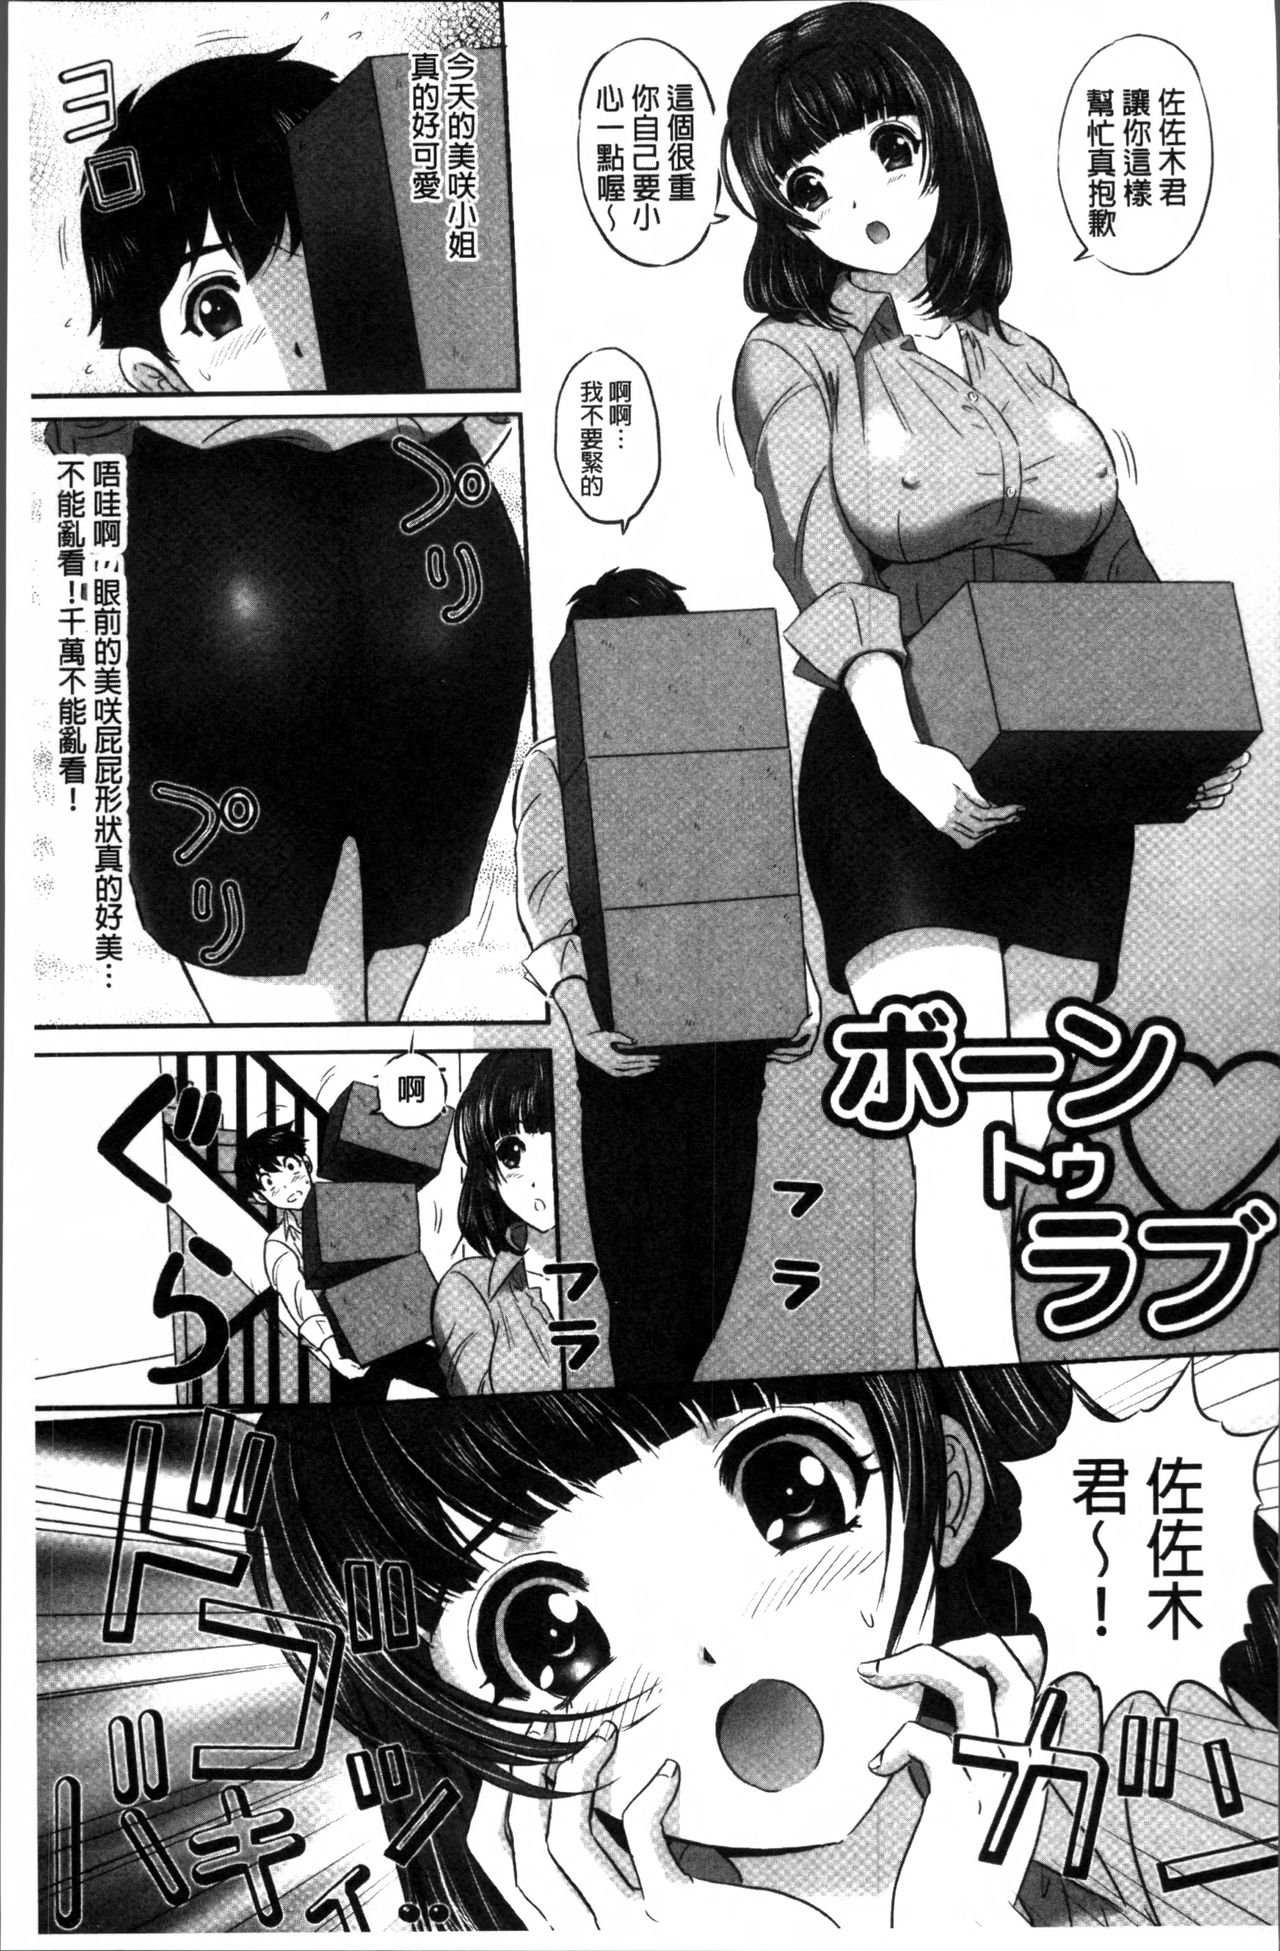 佐佐木君
讓你這樣
幫忙真抱歉
這個很重
你自己要小
心一點喔～
啊啊…
我不要緊的
今天的美咲小姐
真的好可愛
ヨロ
唔哇啊
眼前的美咲屁屁形狀真的好美…
不能亂看！千萬不能亂看！
プリ
プリ
ボーン
トゥ
ラブ
フラ
フラ
啊
ぐら
佐佐木
君～！
ドドドッ
バキィッ
ガン